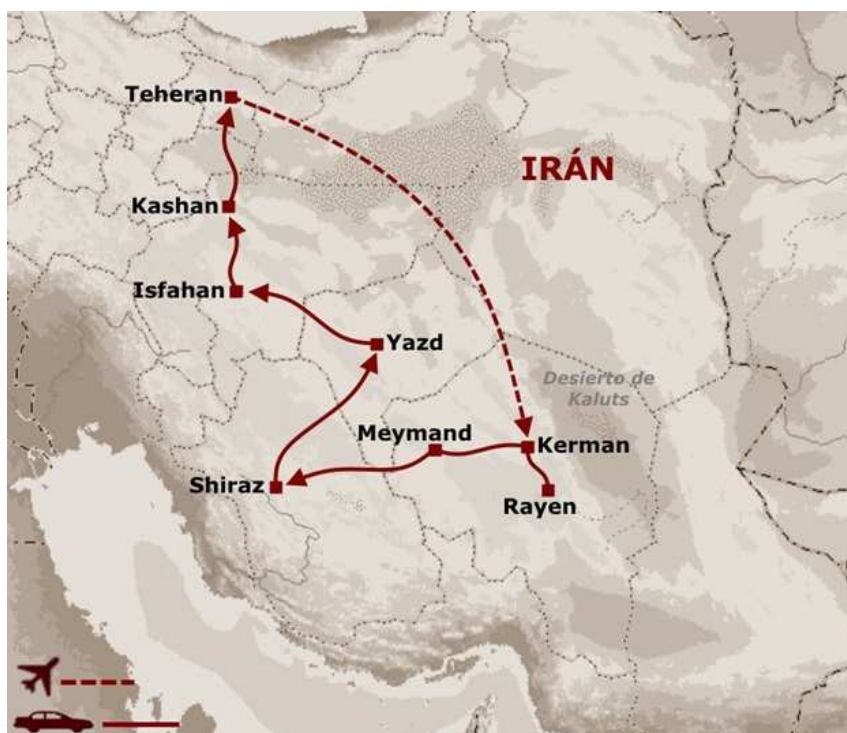 Teheran
IRÁN
Kashan
Isfahan
Yazd
Desierto de
Kaluts
Meymand
Kerman
Shiraz
Rayen